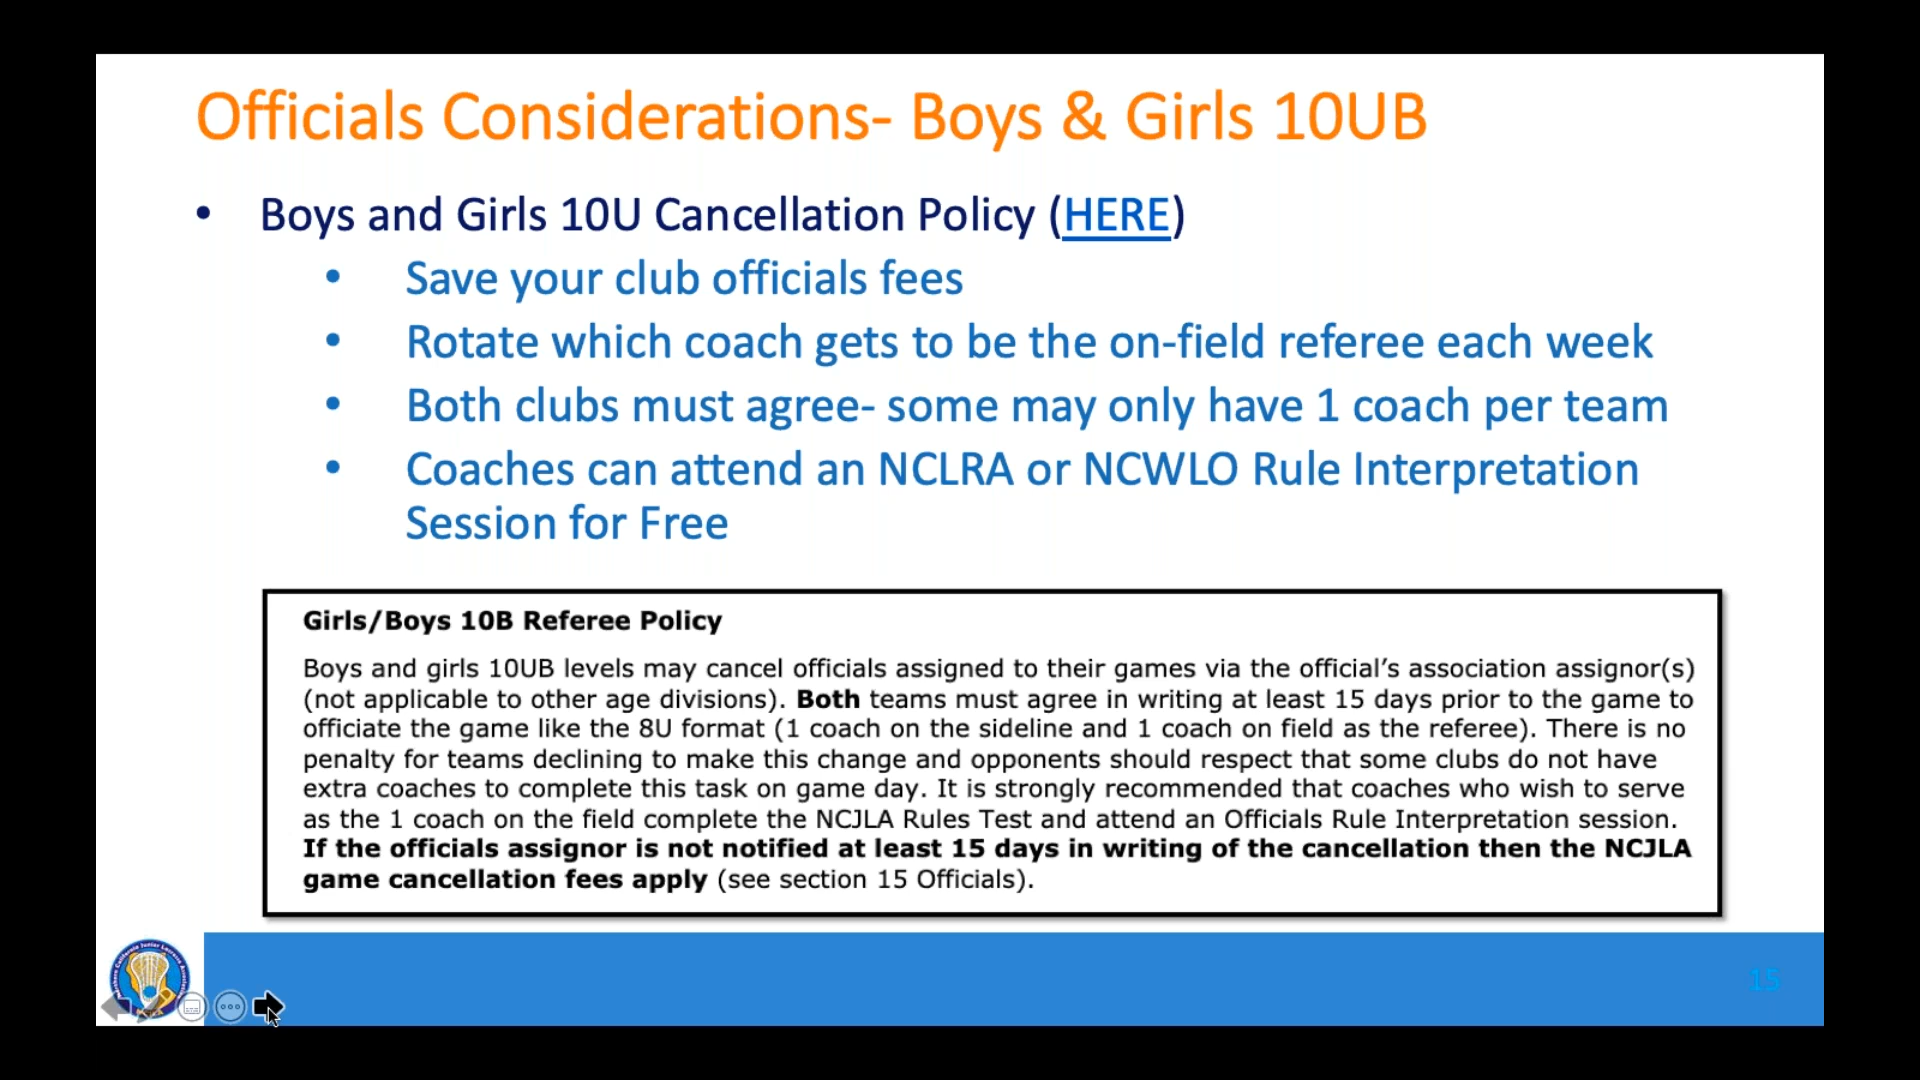 Officials Considerations- Boys & Girls 10UB
• Boys and Girls 10U Cancellation Policy (HERE)
• Save your club officials fees
• Rotate which coach gets to be the on-field referee each week
• Both clubs must agree- some may only have 1 coach per team
• Coaches can attend an NCLRA or NCWLO Rule Interpretation
Session for Free
Girls/Boys 10B Referee Policy
Boys and girls 10UB levels may cancel officials assigned to their games via the official’s association assignor(s)
(not applicable to other age divisions). Both teams must agree in writing at least 15 days prior to the game to
officiate the game like the 8U format (1 coach on the sideline and 1 coach on field as the referee). There is no
penalty for teams declining to make this change and opponents should respect that some clubs do not have
extra coaches to complete this task on game day. It is strongly recommended that coaches who wish to serve
as the 1 coach on the field complete the NCJLA Rules Test and attend an Officials Rule Interpretation session.
If the officials assignor is not notified at least 15 days in writing of the cancellation then the NCJLA
game cancellation fees apply (see section 15 Officials).
15